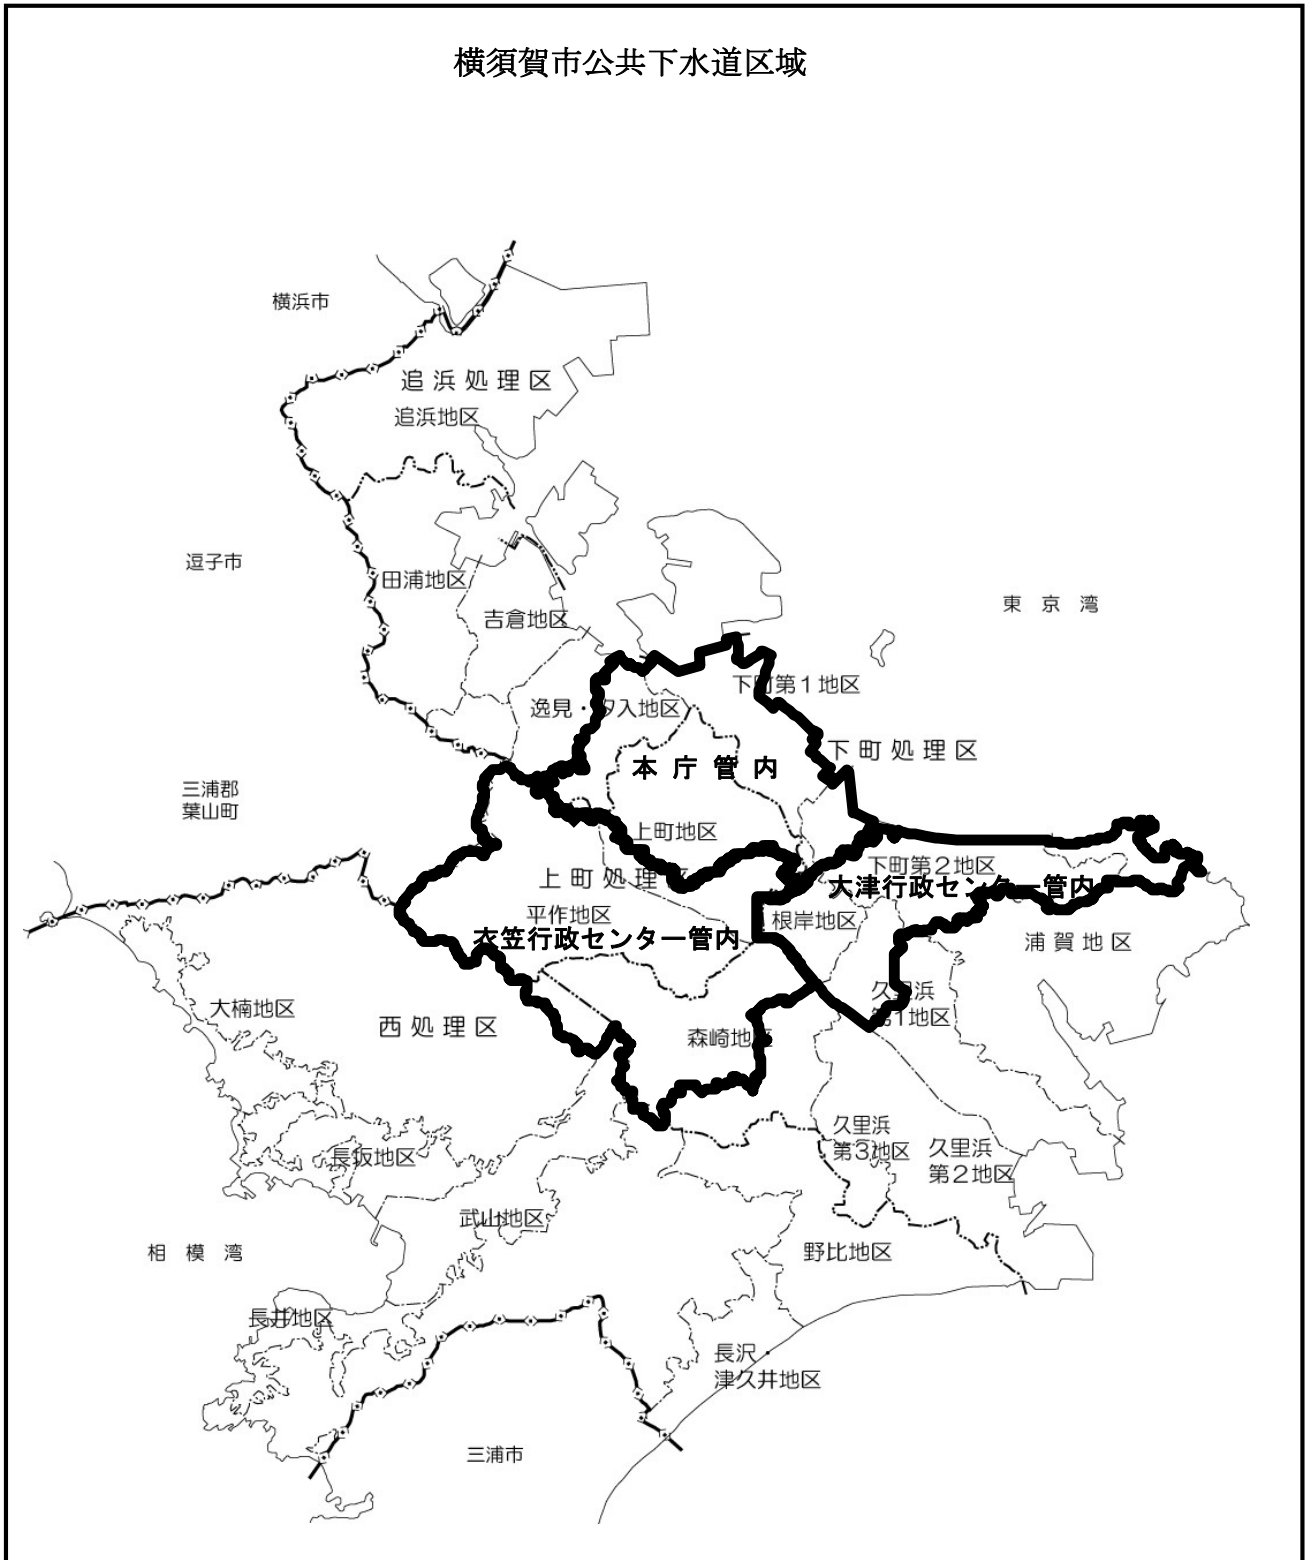 横須賀市公共下水道区域
横浜市
追浜処理区
追浜地区
逗子市
田浦地区
東京湾
吉倉地区
下町第1地区
逸見・汐入地区
下町処理区
本庁管内
三浦郡
葉山町
上町地区
下町第2地区
上町処理区
大津行政センター管内
平作地区
根岸地区
衣笠行政センター管内
浦賀地区
久里浜
第1地区
大楠地区
西処理区
森崎地区
久里浜
第3地区
久里浜
第2地区
長坂地区
武山地区
相模湾
野比地区
長井地区
長沢・
津久井地区
三浦市